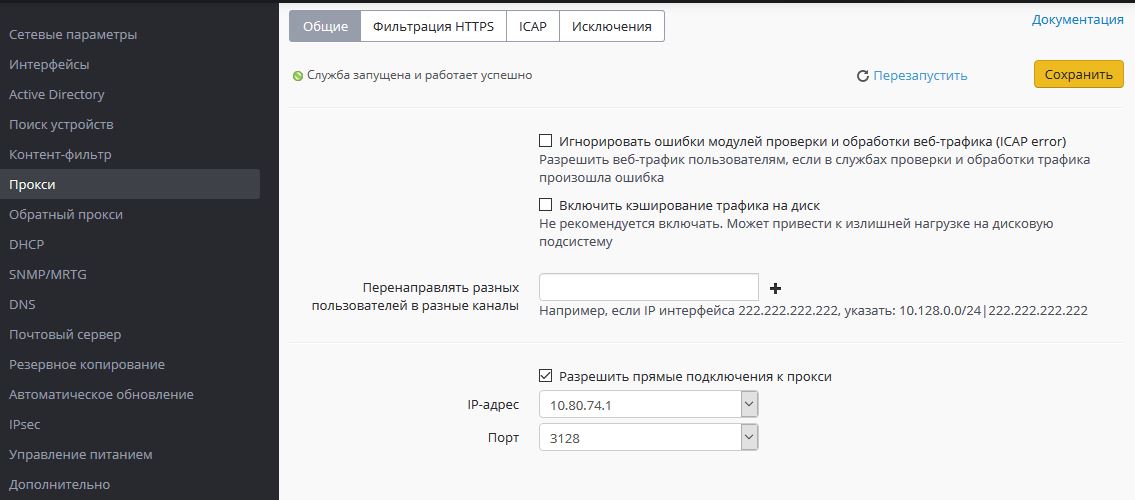 Сетевые параметры
Интерфейсы
Active Directory
Поиск устройств
Контент-фильтр
Прокси
Обратный прокси
DHCP
SNMP/MRTG
DNS
Почтовый сервер
Резервное копирование
Автоматическое обновление
IPsec
Управление питанием
Дополнительно
Общие Фильтрация HTTPS ICAP Исключения
Документация
Служба запущена и работает успешно
Перезапустить
Сохранить
Игнорировать ошибки модулей проверки и обработки веб-трафика (ICAP error)
Разрешить веб-трафик пользователям, если в службах проверки и обработки трафика
произошла ошибка
Включить кэширование трафика на диск
Не рекомендуется включать. Может привести к излишней нагрузке на дисковую
подсистему
Перенаправлять разных
пользователей в разные каналы
Например, если IP интерфейса 222.222.222.222, указать: 10.128.0.0/24|222.222.222.222
Разрешить прямые подключения к прокси
IP-адрес 10.80.74.1
Порт 3128